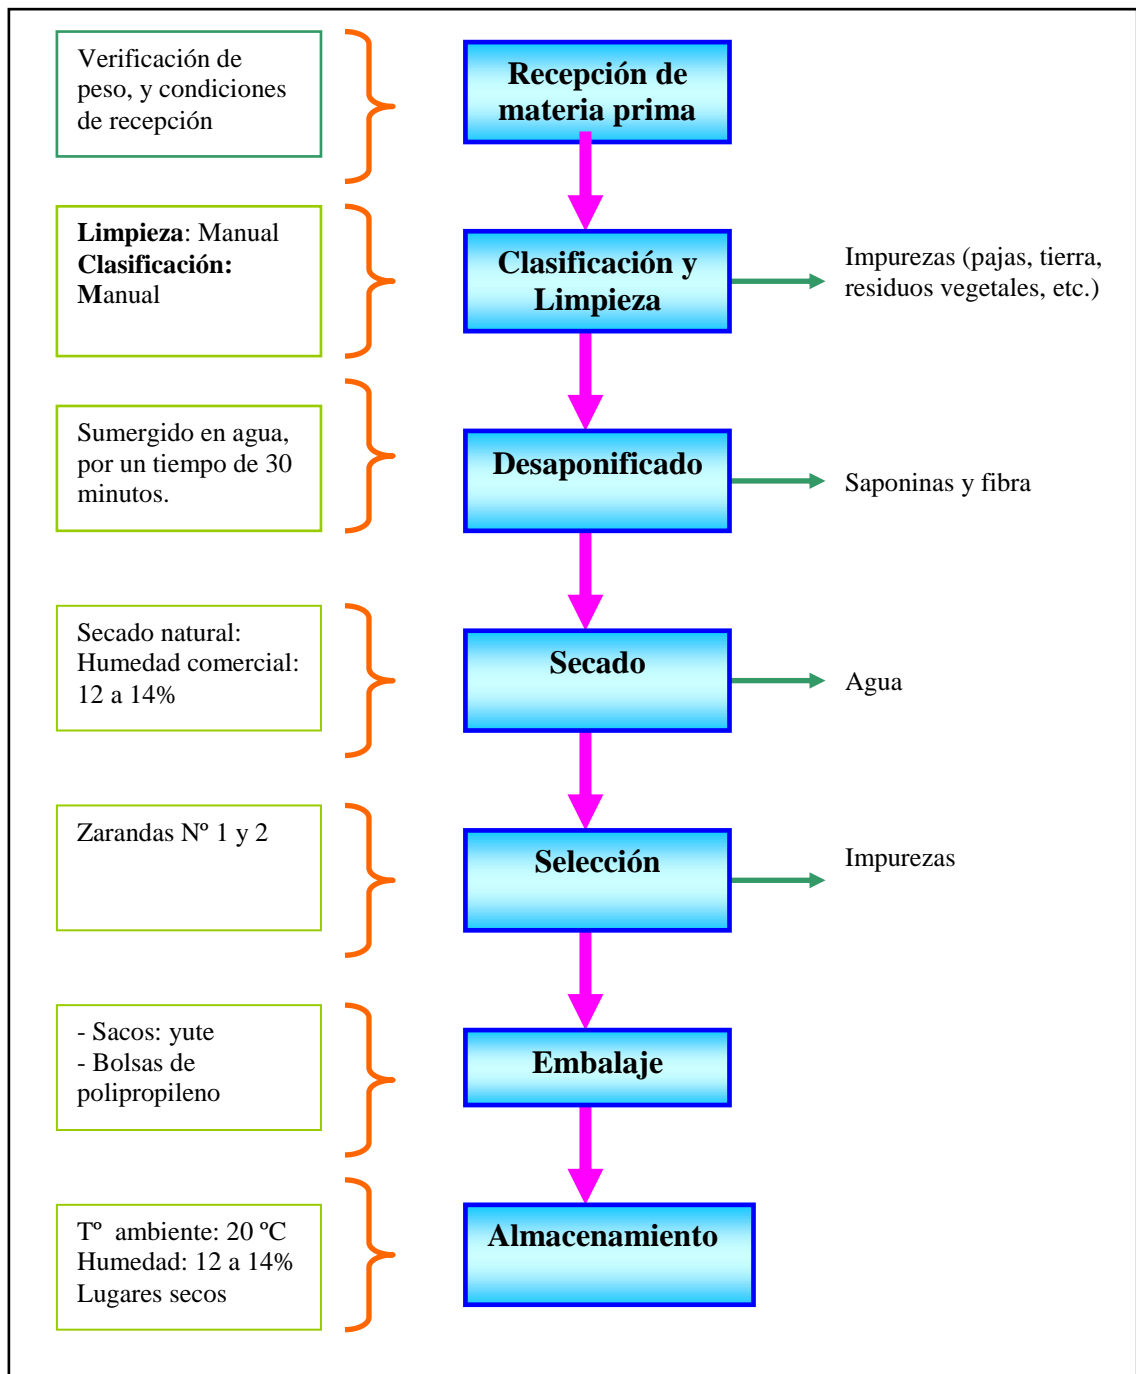 Verificación de
peso, y condiciones
de recepción
Recepción de
materia prima
Limpieza: Manual
Clasificación:
Manual
Clasificación y
Limpieza
Impurezas (pajas, tierra,
residuos vegetales, etc.)
Sumergido en agua,
por un tiempo de 30
minutos.
Desaponificado
Saponinas y fibra
Secado natural:
Humedad comercial:
12 a 14%
Secado
Agua
Zarandas Nº 1 y 2
Selección
Impurezas
- Sacos: yute
- Bolsas de
polipropileno
Embalaje
Tº ambiente: 20 ºC
Humedad: 12 a 14%
Lugares secos
Almacenamiento